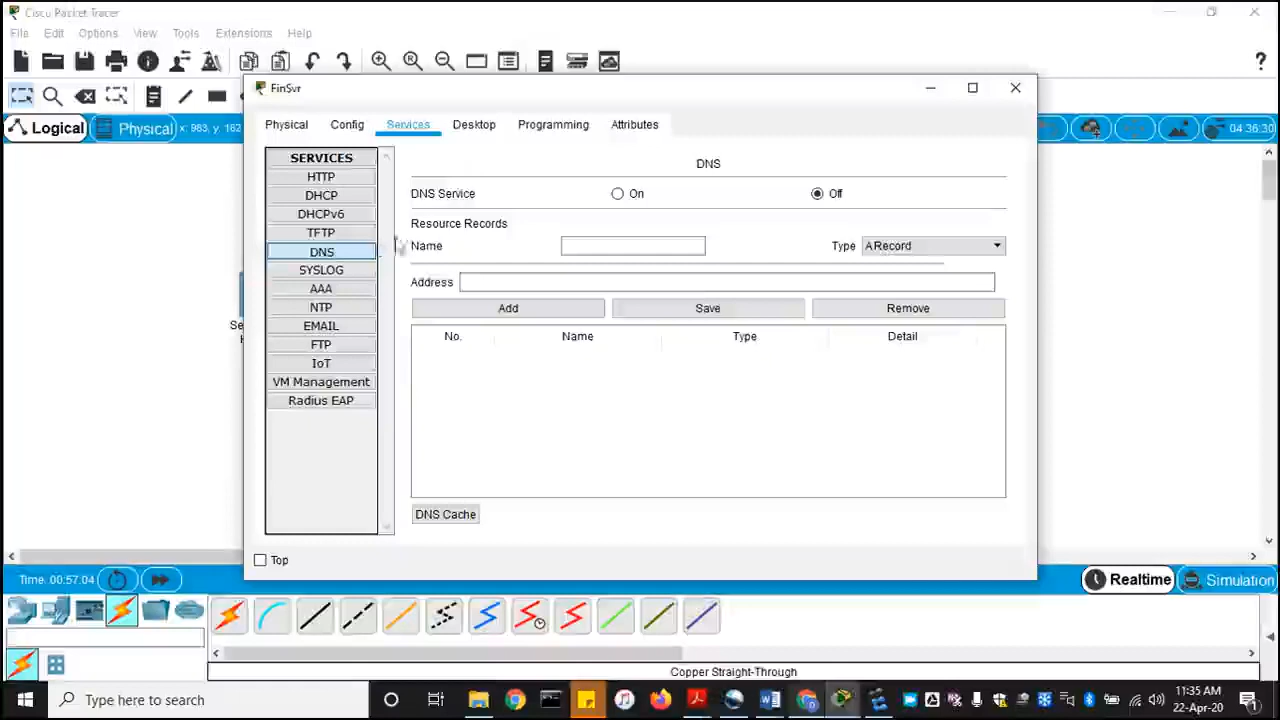 Cisco Packet Tracer
File Edit Options View Tools Extensions Help
Logical Physical x: 983, y: 162 04:36:30
FinSvr
Physical Config Services Desktop Programming Attributes
SERVICES
HTTP
DHCP
DHCPv6
TFTP
DNS
SYSLOG
AAA
NTP
EMAIL
FTP
IoT
VM Management
Radius EAP
DNS
DNS Service On Off
Resource Records
Name Type A Record
Address
Add Save Remove
No. Name Type Detail
DNS Cache
Top
Se
Time: 00:57:04 Realtime Simulation
Copper Straight-Through
Type here to search
11:35 AM
22-Apr-20
1